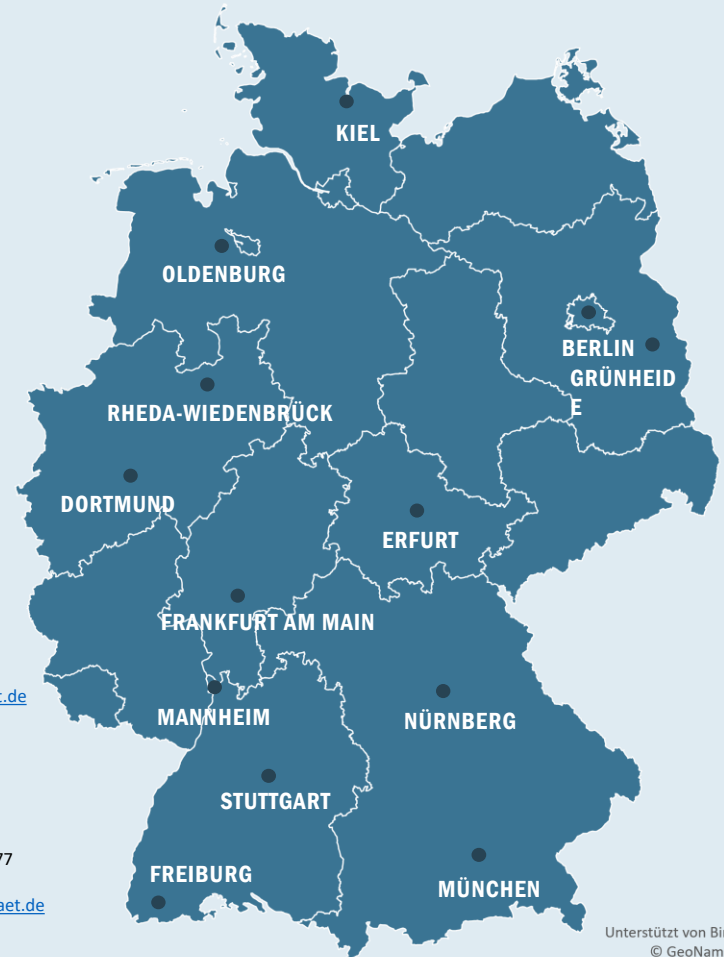 KIEL
OLDENBURG
BERLIN
GRÜNHEID
E
RHEDA-WIEDENBRÜCK
DORTMUND
ERFURT
FRANKFURT AM MAIN
t.de
MANNHEIM
NÜRNBERG
STUTTGART
77
FREIBURG
MÜNCHEN
aet.de
Unterstützt von Bi
© GeoNam